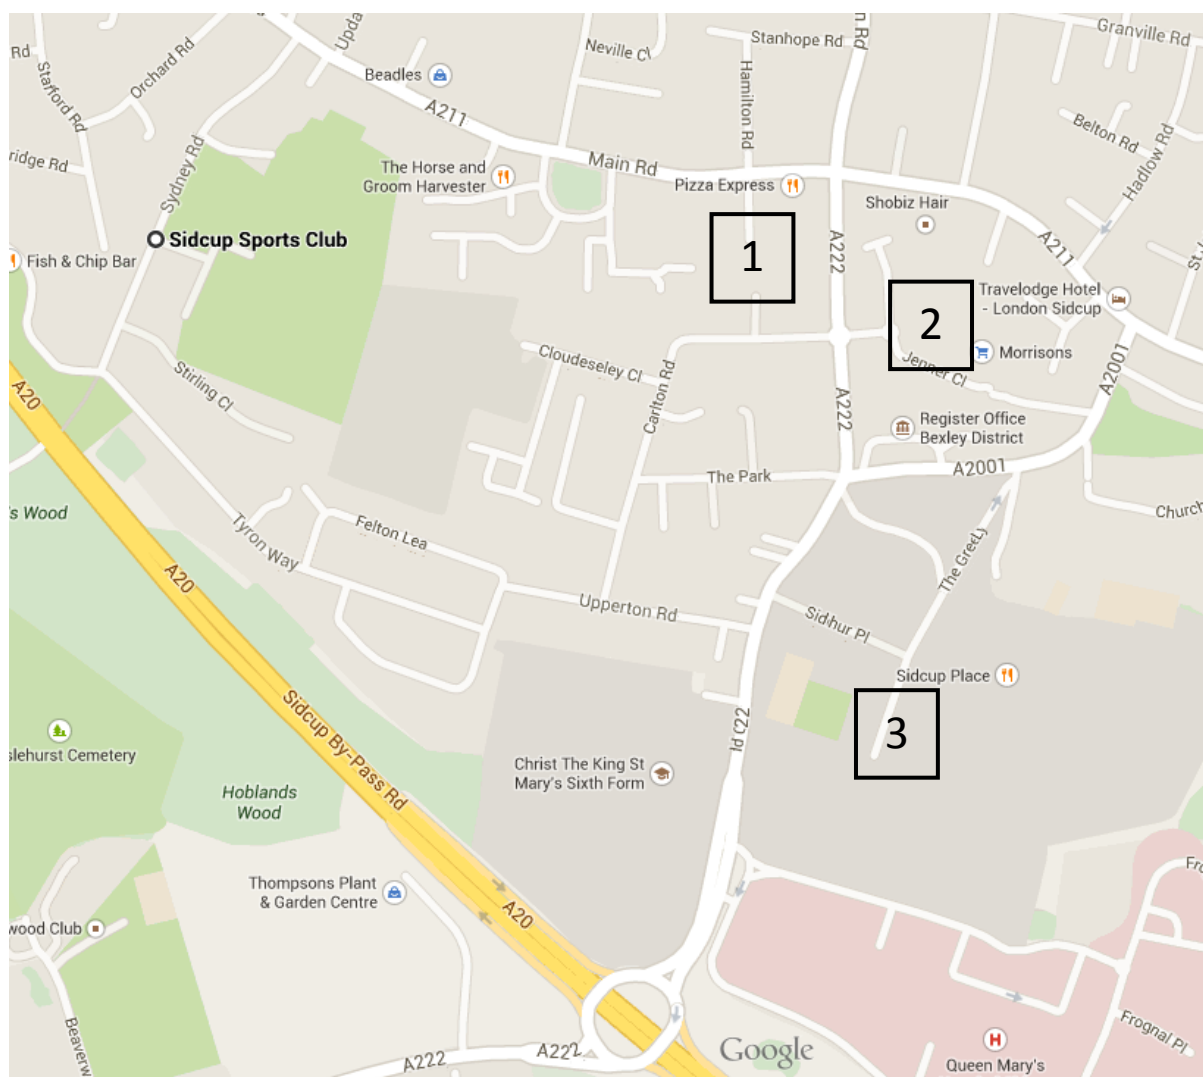 n Rd
Granville Rd
Rd
Orchard Rd
Upda
Neville Cl
Stanhope Rd
Stafford Rd
Beadles
A211
Hamilton Rd
Belton Rd
Hadlow Rd
ridge Rd
Sydney Rd
The Horse and
Groom Harvester
Main Rd
Pizza Express
Shobiz Hair
Sidcup Sports Club
1
A222
A211
St.
Fish & Chip Bar
2
Travelodge Hotel
- London Sidcup
Cloudeseley Cl
Morrisons
Jenner Cl
A20
Stirling Cl
Carlton Rd
A222
A2001
Register Office
Bexley District
The Park
A2001
's Wood
Tyron Way
Felton Lea
Church
A20
Upperton Rd
Sidcup Place
3
slehurst Cemetery
Sidcup By-Pass Rd
Christ The King St
Mary's Sixth Form
Hoblands
Wood
Thompsons Plant
& Garden Centre
A20
wood Club
Fro
Beaverw
A222
A222
Google
Frognal Pl
H
Queen Mary's